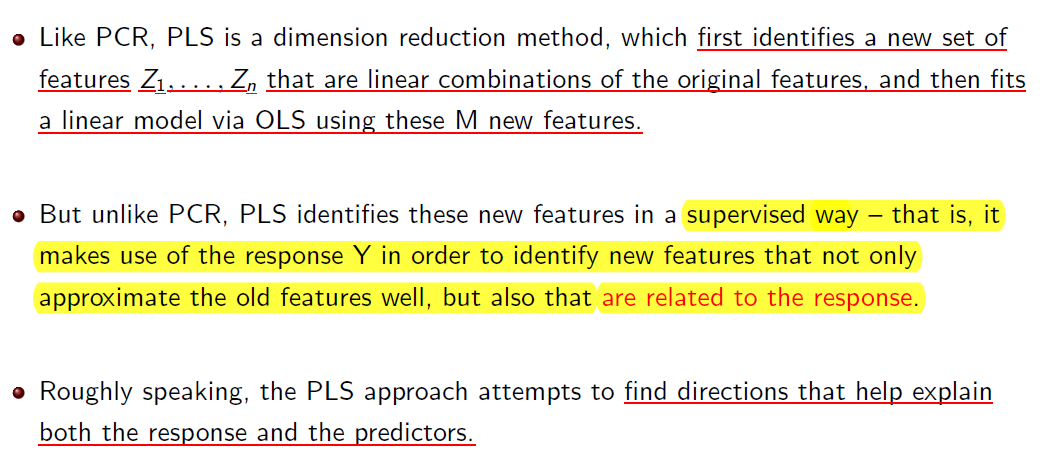 Like PCR, PLS is a dimension reduction method, which first identifies a new set of
features Z1, . . . , Zn that are linear combinations of the original features, and then fits
a linear model via OLS using these M new features.
But unlike PCR, PLS identifies these new features in a supervised way – that is, it
makes use of the response Y in order to identify new features that not only
approximate the old features well, but also that are related to the response.
Roughly speaking, the PLS approach attempts to find directions that help explain
both the response and the predictors.